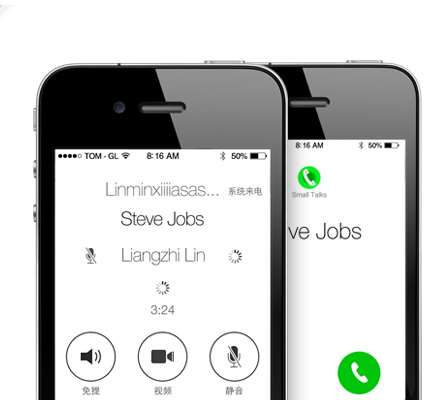 TOM - GL 8:16 AM 50%
Linminxiiiiasas... 系统来电
Steve Jobs
Liangzhi Lin
3:24
免提 视频 静音
8:16 AM 50%
Small Talks
ve Jobs